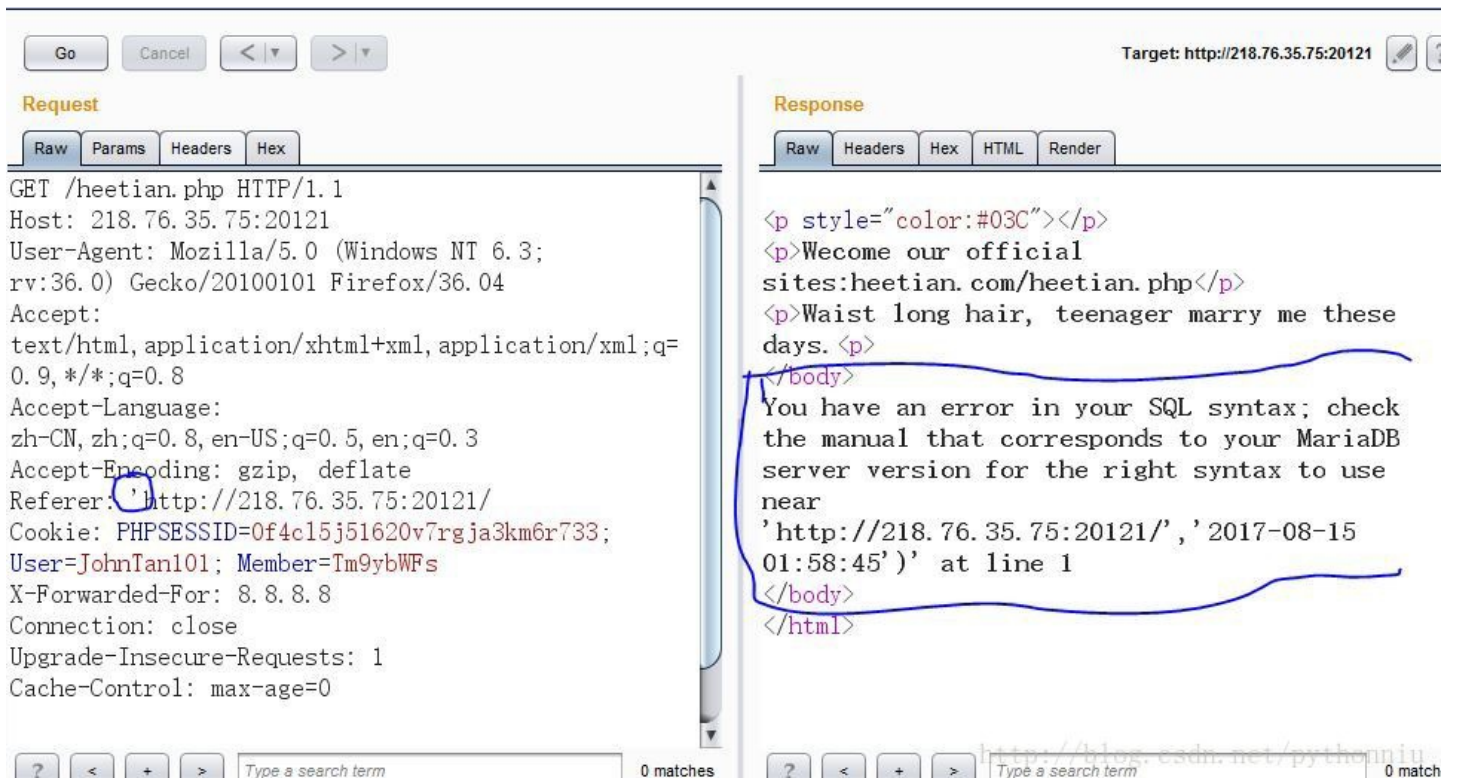 Go
Cancel
<
>
Target: http://218.76.35.75:20121
?
Request
Raw
Params
Headers
Hex
GET /heetian.php HTTP/1.1
Host: 218.76.35.75:20121
User-Agent: Mozilla/5.0 (Windows NT 6.3;
rv:36.0) Gecko/20100101 Firefox/36.04
Accept:
text/html,application/xhtml+xml,application/xml;q=
0.9,*/*;q=0.8
Accept-Language:
zh-CN,zh;q=0.8,en-US;q=0.5,en;q=0.3
Accept-Encoding: gzip, deflate
Referer: 'http://218.76.35.75:20121/
Cookie: PHPSESSID=0f4cl5j51620v7rgja3km6r733;
User=JohnTan101; Member=Tm9ybWFs
X-Forwarded-For: 8.8.8.8
Connection: close
Upgrade-Insecure-Requests: 1
Cache-Control: max-age=0
?
<
+
>
Type a search term
0 matches
Response
Raw
Headers
Hex
HTML
Render
<p style="color:#03C"></p>
<p>Wecome our official
sites:heetian.com/heetian.php</p>
<p>Waist long hair, teenager marry me these
days.<p>
</body>
You have an error in your SQL syntax; check
the manual that corresponds to your MariaDB
server version for the right syntax to use
near
'http://218.76.35.75:20121/','2017-08-15
01:58:45')' at line 1
</body>
</html>
?
<
+
>
Type a search term
0 match
http://blog.csdn.net/pythonniu